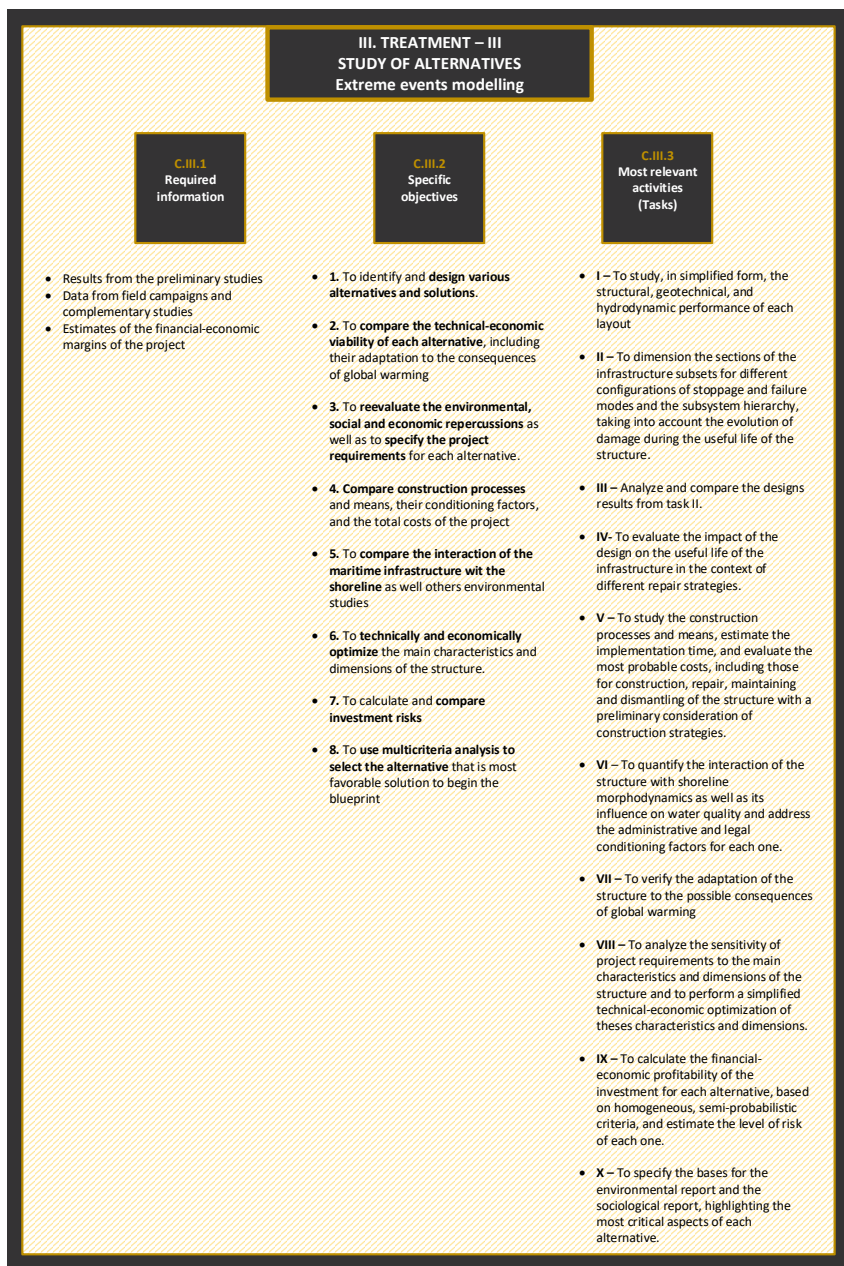 III. TREATMENT – III
STUDY OF ALTERNATIVES
Extreme events modelling
C.III.1
Required
information
• Results from the preliminary studies
• Data from field campaigns and
complementary studies
• Estimates of the financial-economic
margins of the project
C.III.2
Specific
objectives
• 1. To identify and design various
alternatives and solutions.
• 2. To compare the technical-economic
viability of each alternative, including
their adaptation to the consequences
of global warming
• 3. To reevaluate the environmental,
social and economic repercussions as
well as to specify the project
requirements for each alternative.
• 4. Compare construction processes
and means, their conditioning factors,
and the total costs of the project
• 5. To compare the interaction of the
maritime infrastructure wit the
shoreline as well others environmental
studies
• 6. To technically and economically
optimize the main characteristics and
dimensions of the structure.
• 7. To calculate and compare
investment risks
• 8. To use multicriteria analysis to
select the alternative that is most
favorable solution to begin the
blueprint
C.III.3
Most relevant
activities
(Tasks)
• I – To study, in simplified form, the
structural, geotechnical, and
hydrodynamic performance of each
layout
• II – To dimension the sections of the
infrastructure subsets for different
configurations of stoppage and failure
modes and the subsystem hierarchy,
taking into account the evolution of
damage during the useful life of the
structure.
• III – Analyze and compare the designs
results from task II.
• IV- To evaluate the impact of the
design on the useful life of the
infrastructure in the context of
different repair strategies.
• V – To study the construction
processes and means, estimate the
implementation time, and evaluate the
most probable costs, including those
for construction, repair, maintaining
and dismantling of the structure with a
preliminary consideration of
construction strategies.
• VI – To quantify the interaction of the
structure with shoreline
morphodynamics as well as its
influence on water quality and address
the administrative and legal
conditioning factors for each one.
• VII – To verify the adaptation of the
structure to the possible consequences
of global warming
• VIII – To analyze the sensitivity of
project requirements to the main
characteristics and dimensions of the
structure and to perform a simplified
technical-economic optimization of
theses characteristics and dimensions.
• IX – To calculate the financial-
economic profitability of the
investment for each alternative, based
on homogeneous, semi-probabilistic
criteria, and estimate the level of risk
of each one.
• X – To specify the bases for the
environmental report and the
sociological report, highlighting the
most critical aspects of each
alternative.